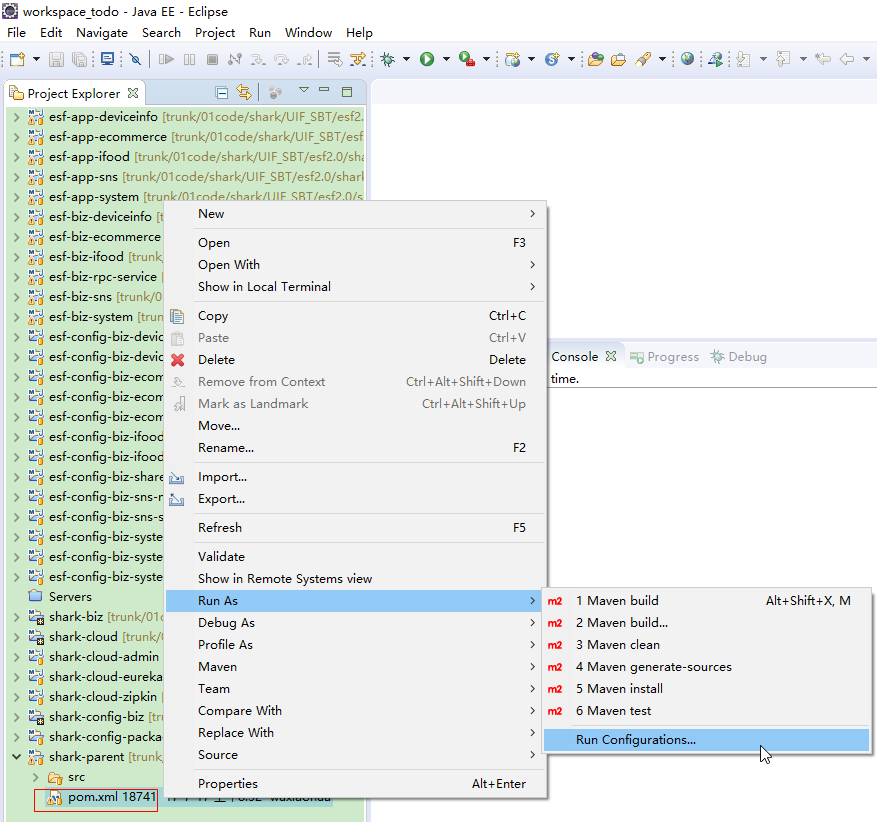 workspace_todo - Java EE - Eclipse
File Edit Navigate Search Project Run Window Help
Project Explorer
esf-app-deviceinfo [trunk/01code/shark/UIF_SBT/esf2.
esf-app-ecommerce [trunk/01code/shark/UIF_SBT/esf
esf-app-ifood [trunk/01code/shark/UIF_SBT/esf2.0/sha
esf-app-sns [trunk/01code/shark/UIF_SBT/esf2.0/shark
esf-app-system [trunk/01code/shark/UIF_SBT/esf2.0/s
esf-biz-deviceinfo [t
esf-biz-ecommerce
esf-biz-ifood [trunk
esf-biz-rpc-service
esf-biz-sns [trunk/0
esf-biz-system [trun
esf-config-biz-devic
esf-config-biz-devic
esf-config-biz-ecom
esf-config-biz-ecom
esf-config-biz-ecom
esf-config-biz-ifood
esf-config-biz-ifood
esf-config-biz-share
esf-config-biz-sns-r
esf-config-biz-sns-s
esf-config-biz-syste
esf-config-biz-syste
esf-config-biz-syste
Servers
shark-biz [trunk/01c
shark-cloud [trunk/
shark-cloud-admin
shark-cloud-eureka
shark-cloud-zipkin
shark-config-biz [tr
shark-config-packa
shark-parent [trunk
src
pom.xml 18741
New
Open F3
Open With
Show in Local Terminal
Copy Ctrl+C
Paste Ctrl+V
Delete Delete
Remove from Context Ctrl+Alt+Shift+Down
Mark as Landmark Ctrl+Alt+Shift+Up
Move...
Rename... F2
Import...
Export...
Refresh F5
Validate
Show in Remote Systems view
Run As
Debug As
Profile As
Maven
Team
Compare With
Replace With
Source
Properties Alt+Enter
Console Progress Debug
time.
m2 1 Maven build Alt+Shift+X, M
m2 2 Maven build...
m2 3 Maven clean
m2 4 Maven generate-sources
m2 5 Maven install
m2 6 Maven test
Run Configurations...